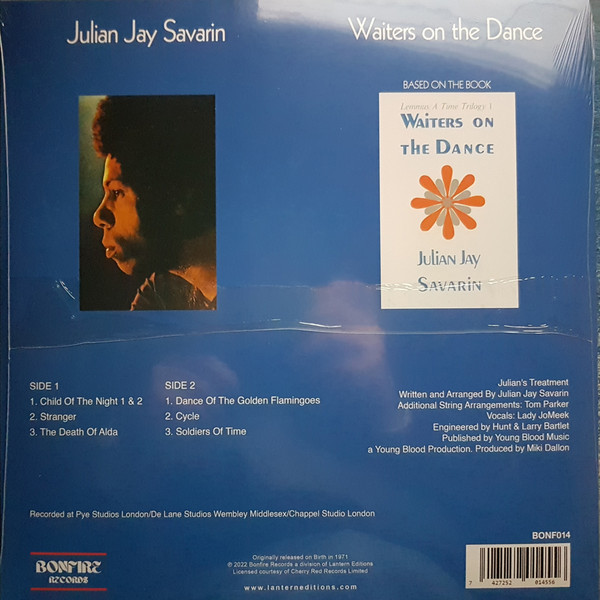 Julian Jay Savarin
Waiters on the Dance
BASED ON THE BOOK
Lemmus A Time Trilogy 1
WAITERS ON
THE DANCE
JULIAN JAY
SAVARIN
SIDE 1
1. Child Of The Night 1 & 2
2. Stranger
3. The Death Of Alda
SIDE 2
1. Dance Of The Golden Flamingoes
2. Cycle
3. Soldiers Of Time
Julian's Treatment
Written and Arranged By Julian Jay Savarin
Additional String Arrangements: Tom Parker
Vocals: Lady JoMeek
Engineered by Hunt & Larry Bartlet
Published by Young Blood Music
a Young Blood Production. Produced by Miki Dallon
Recorded at Pye Studios London/De Lane Studios Wembley Middlesex/Chappel Studio London
BONF014
BONFIRE
RECORDS
Originally released on Birth in 1971
© 2022 Bonfire Records a division of Lantern Editions
Licensed courtesy of Cherry Red Records Limited
www.lanterneditions.com
7 427252 014556